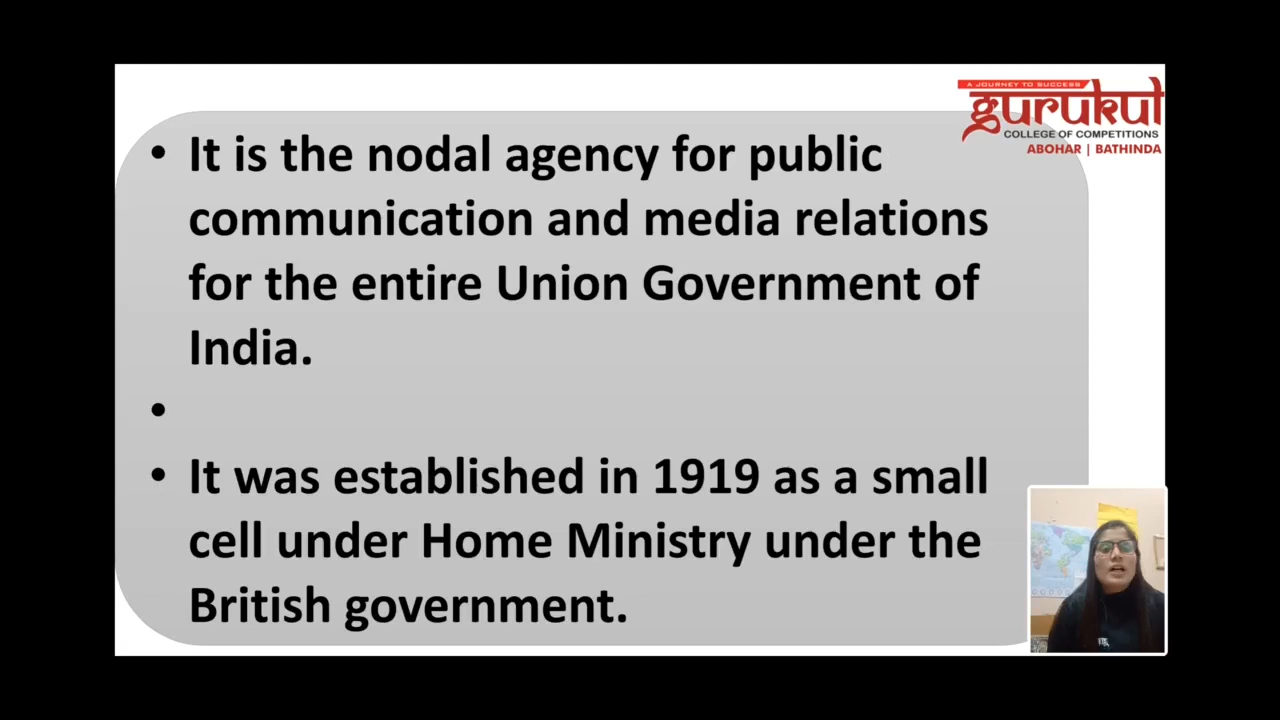 A JOURNEY TO SUCCESS
gurukul
COLLEGE OF COMPETITIONS
ABOHAR | BATHINDA
• It is the nodal agency for public
communication and media relations
for the entire Union Government of
India.
•
• It was established in 1919 as a small
cell under Home Ministry under the
British government.